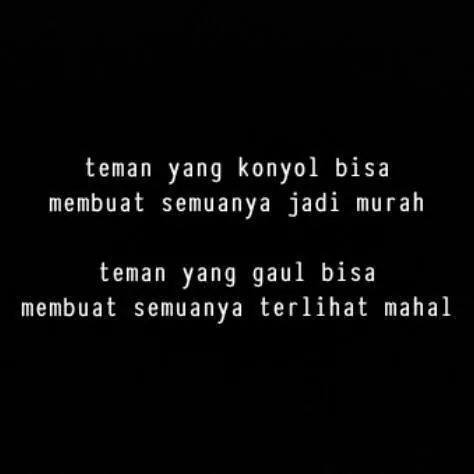 teman yang konyol bisa
membuat semuanya jadi murah
teman yang gaul bisa
membuat semuanya terlihat mahal